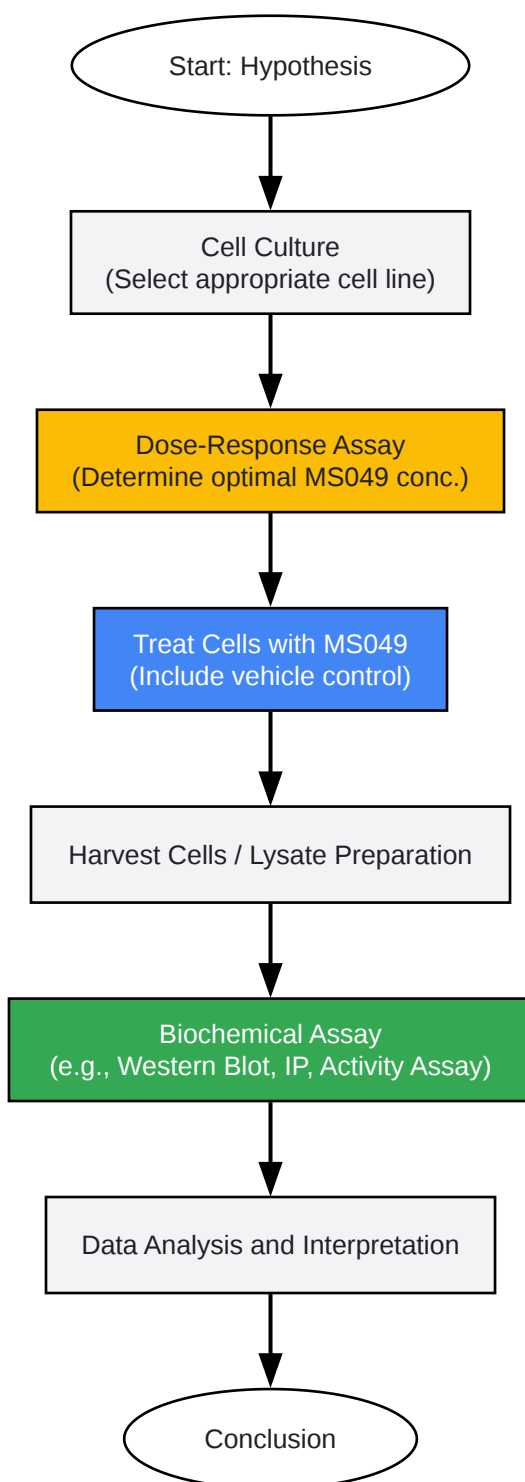 Start: Hypothesis
Cell Culture
(Select appropriate cell line)
Dose-Response Assay
(Determine optimal MS049 conc.)
Treat Cells with MS049
(Include vehicle control)
Harvest Cells / Lysate Preparation
Biochemical Assay
(e.g., Western Blot, IP, Activity Assay)
Data Analysis and Interpretation
Conclusion